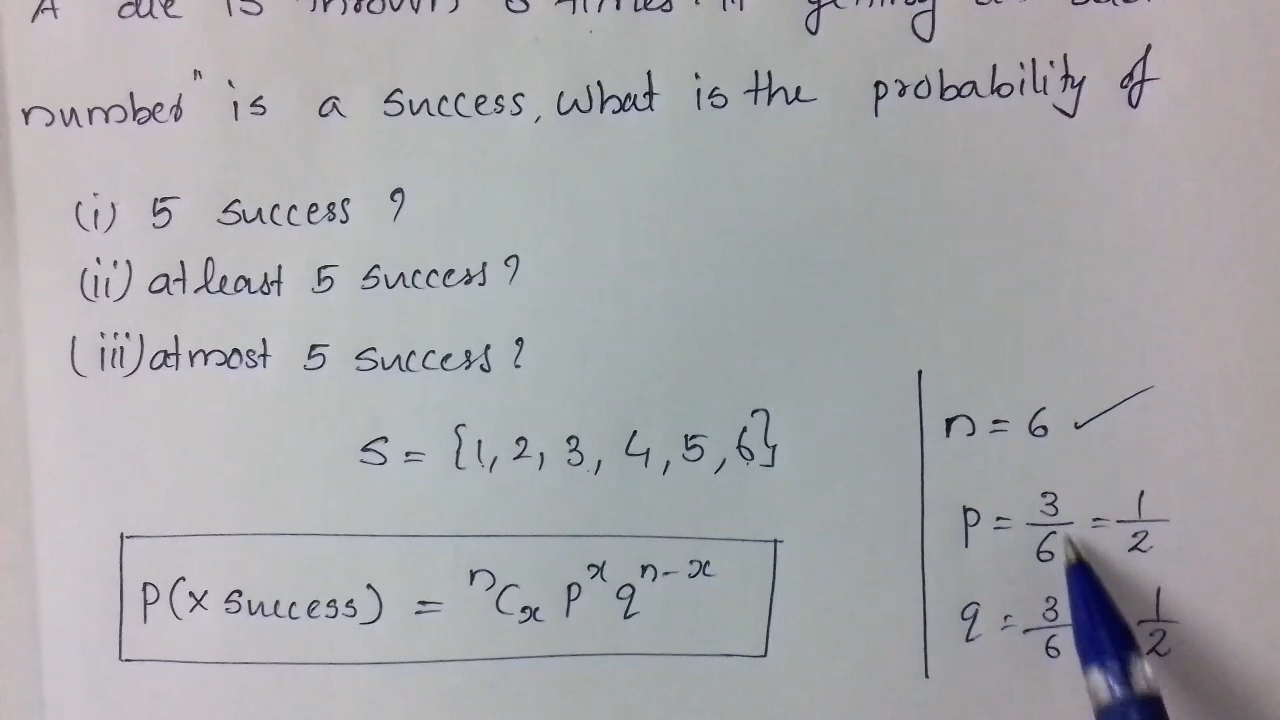 A die is thrown 6 times. If getting an odd
number" is a success, what is the probability of
(i) 5 success ?
(ii) atleast 5 success ?
(iii) atmost 5 success ?
S = {1, 2, 3, 4, 5, 6}
n = 6 ✓
p = 3/6 = 1/2
P(x success) = ⁿCₓ pˣ qⁿ⁻ˣ
q = 3/6 1/2